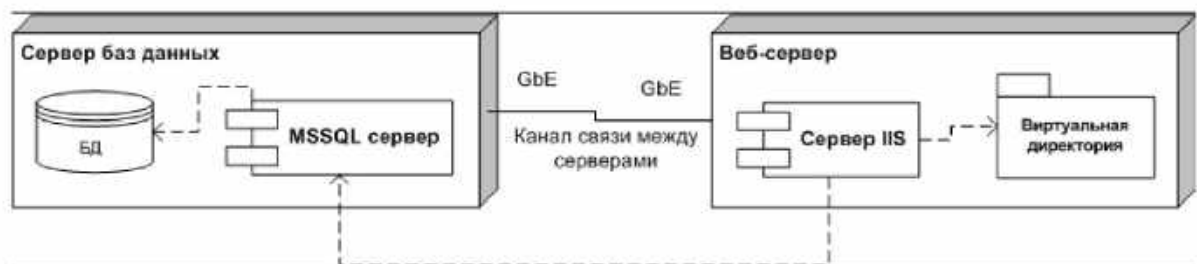 Сервер баз данных
БД
MSSQL сервер
GbE
GbE
Канал связи между
серверами
Веб-сервер
Сервер IIS
Виртуальная
директория